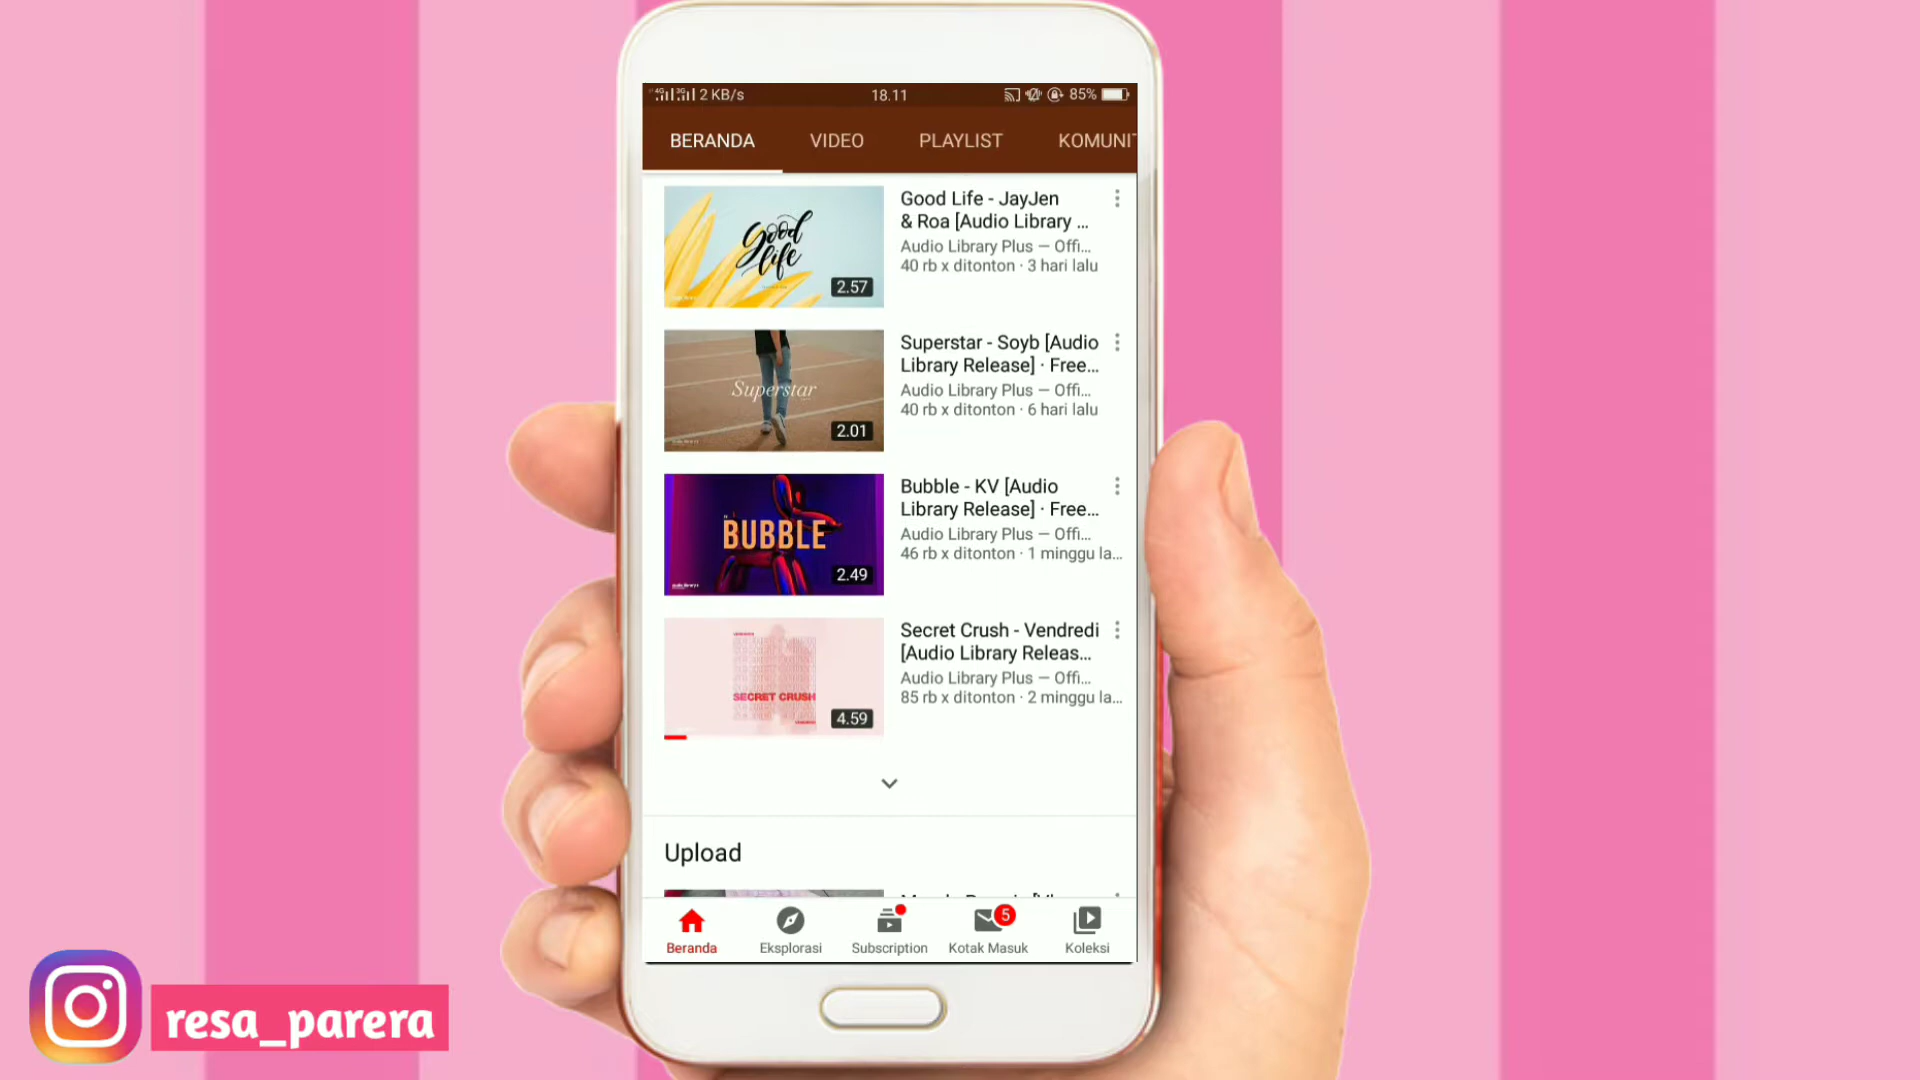 4G 3G 2 KB/s 18.11 85%
BERANDA VIDEO PLAYLIST KOMUNI
Good life
2.57
Good Life - JayJen
& Roa [Audio Library ...
Audio Library Plus — Offi...
40 rb x ditonton · 3 hari lalu
Superstar
2.01
Superstar - Soyb [Audio
Library Release] · Free...
Audio Library Plus — Offi...
40 rb x ditonton · 6 hari lalu
BUBBLE
2.49
Bubble - KV [Audio
Library Release] · Free...
Audio Library Plus — Offi...
46 rb x ditonton · 1 minggu la...
SECRET CRUSH
4.59
Secret Crush - Vendredi
[Audio Library Releas...
Audio Library Plus — Offi...
85 rb x ditonton · 2 minggu la...
Upload
5
Beranda Eksplorasi Subscription Kotak Masuk Koleksi
resa_parera